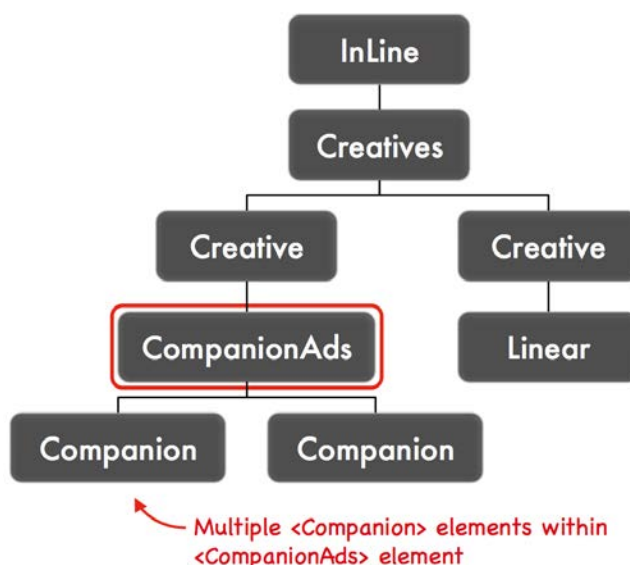 InLine
Creatives
Creative
Creative
CompanionAds
Linear
Companion
Companion
Multiple <Companion> elements within
<CompanionAds> element